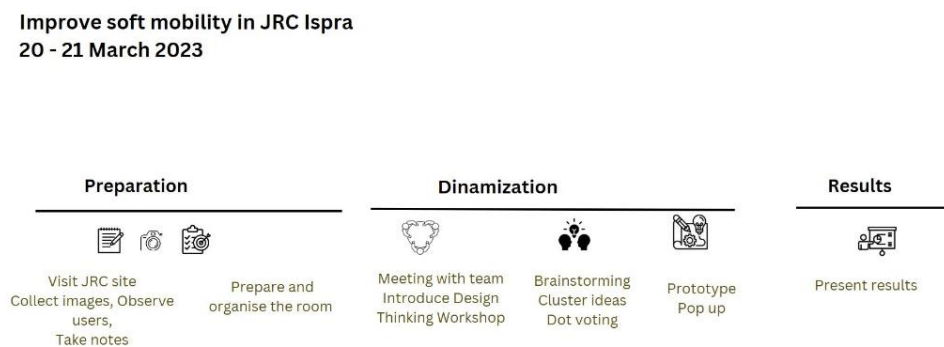 Improve soft mobility in JRC Ispra
20 - 21 March 2023
Preparation
Visit JRC site
Collect images, Observe
users,
Take notes
Prepare and
organise the room
Dinamization
Meeting with team
Introduce Design
Thinking Workshop
Brainstorming
Cluster ideas
Dot voting
Prototype
Pop up
Results
Present results